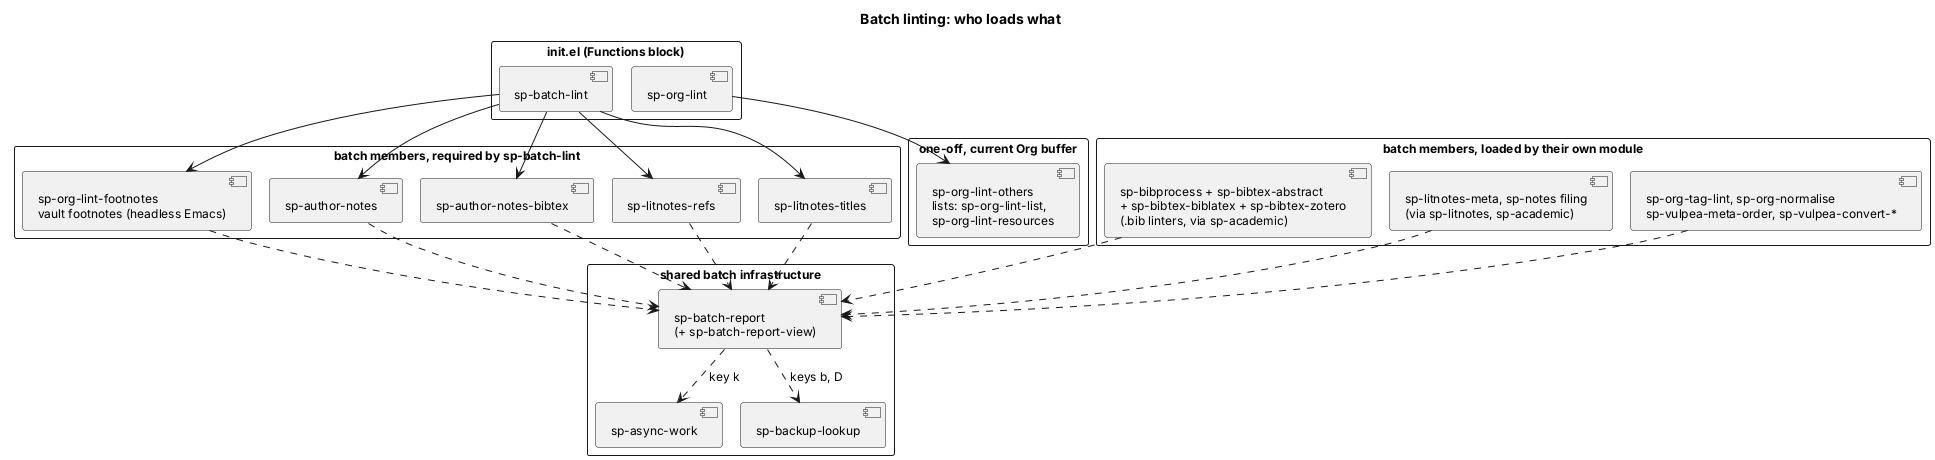 Batch linting: who loads what
init.el (Functions block)
sp-batch-lint
sp-org-lint
batch members, required by sp-batch-lint
sp-org-lint-footnotes
vault footnotes (headless Emacs)
sp-author-notes
sp-author-notes-bibtex
sp-litnotes-refs
sp-litnotes-titles
one-off, current Org buffer
sp-org-lint-others
lists: sp-org-lint-list,
sp-org-lint-resources
batch members, loaded by their own module
sp-bibprocess + sp-bibtex-abstract
+ sp-bibtex-biblatex + sp-bibtex-zotero
(.bib linters, via sp-academic)
sp-litnotes-meta, sp-notes filing
(via sp-litnotes, sp-academic)
sp-org-tag-lint, sp-org-normalise
sp-vulpea-meta-order, sp-vulpea-convert-*
shared batch infrastructure
sp-batch-report
(+ sp-batch-report-view)
key k
keys b, D
sp-async-work
sp-backup-lookup